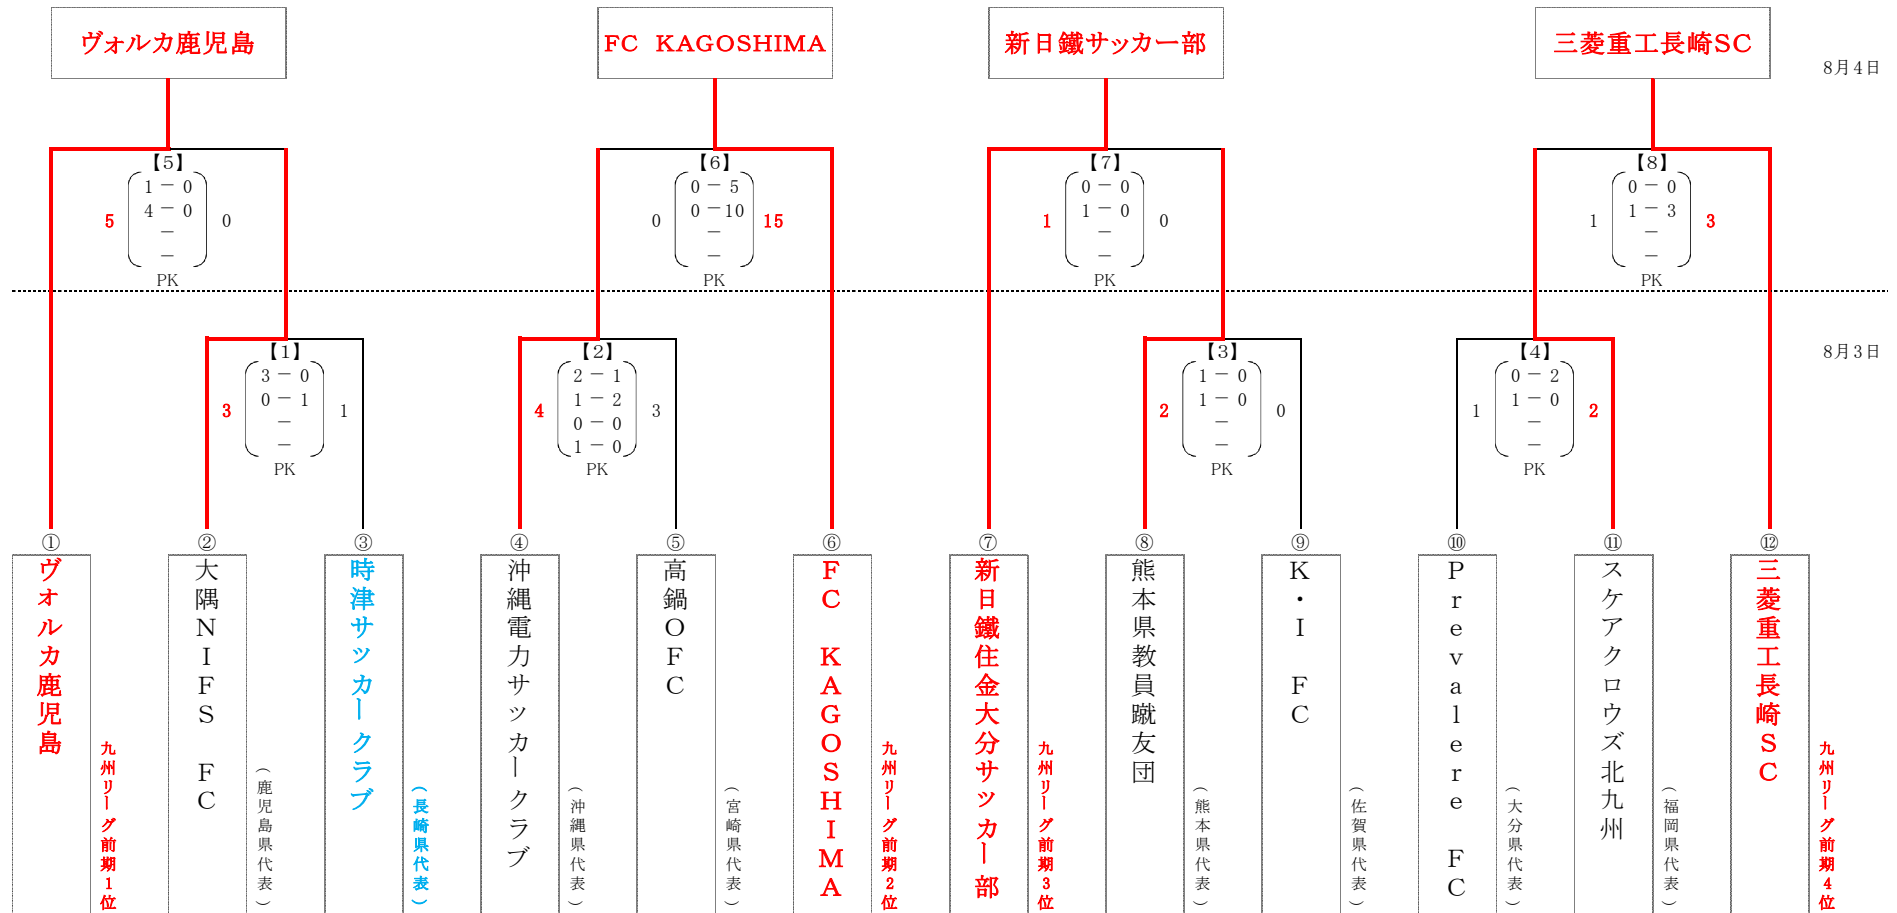 ヴォルカ鹿児島
FC KAGOSHIMA
新日鐵サッカー部
三菱重工長崎SC
8月4日
【5】
1 － 0
4 － 0
－
－
5
0
PK
【6】
0 － 5
0 － 10
－
－
0
15
PK
【7】
0 － 0
1 － 0
－
－
1
0
PK
【8】
0 － 0
1 － 3
－
－
1
3
PK
8月3日
【1】
3 － 0
0 － 1
－
－
3
1
PK
【2】
2 － 1
1 － 2
0 － 0
1 － 0
4
3
PK
【3】
1 － 0
1 － 0
－
－
2
0
PK
【4】
0 － 2
1 － 0
－
－
1
2
PK
①
ヴォルカ鹿児島
九州リーグ前期1位
②
大隅NIFS FC
(鹿児島県代表)
③
時津サッカークラブ
(長崎県代表)
④
沖縄電力サッカークラブ
(沖縄県代表)
⑤
高鍋OFC
(宮崎県代表)
⑥
FC KAGOSHIMA
九州リーグ前期2位
⑦
新日鐵住金大分サッカー部
九州リーグ前期3位
⑧
熊本県教員蹴友団
(熊本県代表)
⑨
K・I FC
(佐賀県代表)
⑩
Prevalere FC
(大分県代表)
⑪
スケアクロウズ北九州
(福岡県代表)
⑫
三菱重工長崎SC
九州リーグ前期4位